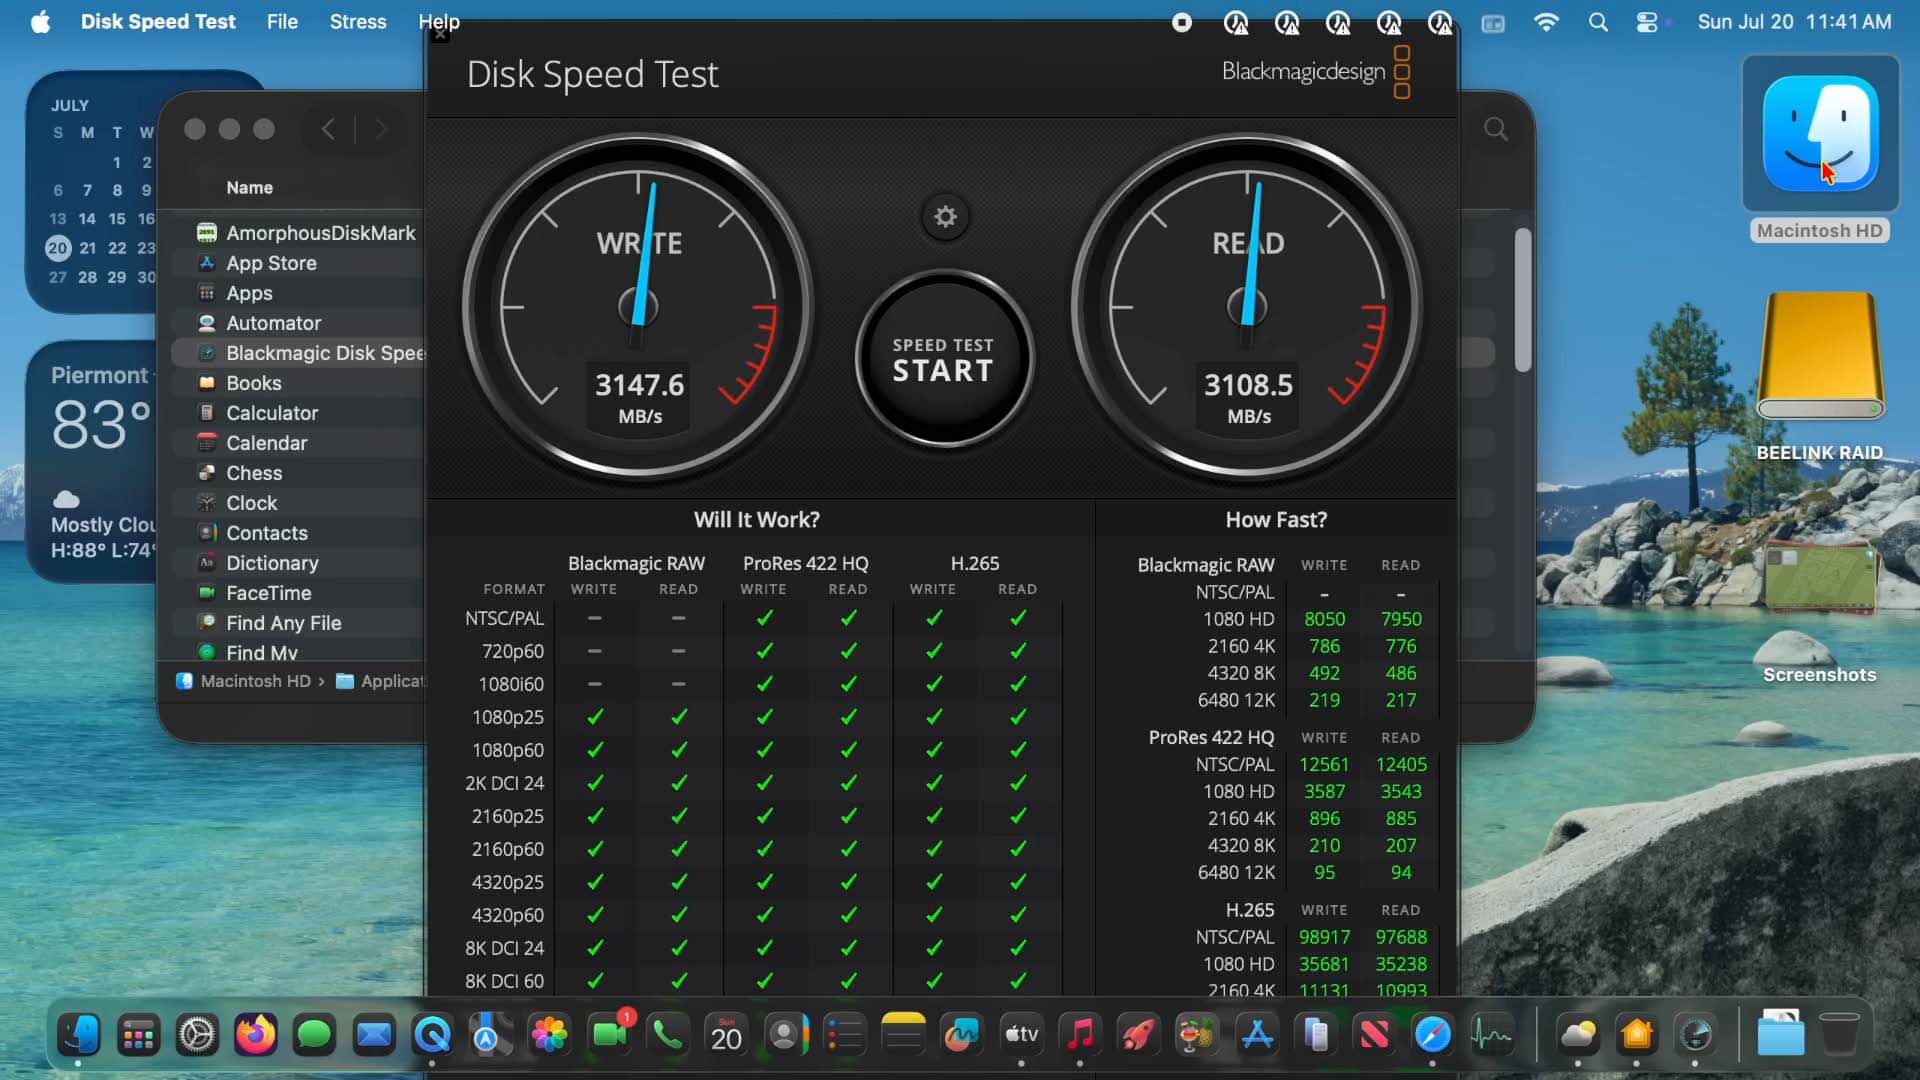 Disk Speed Test File Stress Help
Sun Jul 20 11:41 AM
JULY
S M T W
1 2
6 7 8 9
13 14 15 16
20 21 22 23
27 28 29 30
Piermont
83°
Mostly Clou
H:88° L:74°
Name
AmorphousDiskMark
App Store
Apps
Automator
Blackmagic Disk Spee
Books
Calculator
Calendar
Chess
Clock
Contacts
Dictionary
FaceTime
Find Any File
Find My
Macintosh HD › Applicat
Disk Speed Test
Blackmagicdesign
WRITE
3147.6
MB/s
SPEED TEST
START
READ
3108.5
MB/s
Will It Work?
Blackmagic RAW ProRes 422 HQ H.265
FORMAT WRITE READ WRITE READ WRITE READ
NTSC/PAL – – ✓ ✓ ✓ ✓
720p60 – – ✓ ✓ ✓ ✓
1080i60 – – ✓ ✓ ✓ ✓
1080p25 ✓ ✓ ✓ ✓ ✓ ✓
1080p60 ✓ ✓ ✓ ✓ ✓ ✓
2K DCI 24 ✓ ✓ ✓ ✓ ✓ ✓
2160p25 ✓ ✓ ✓ ✓ ✓ ✓
2160p60 ✓ ✓ ✓ ✓ ✓ ✓
4320p25 ✓ ✓ ✓ ✓ ✓ ✓
4320p60 ✓ ✓ ✓ ✓ ✓ ✓
8K DCI 24 ✓ ✓ ✓ ✓ ✓ ✓
8K DCI 60 ✓ ✓ ✓ ✓ ✓ ✓
How Fast?
Blackmagic RAW WRITE READ
NTSC/PAL – –
1080 HD 8050 7950
2160 4K 786 776
4320 8K 492 486
6480 12K 219 217
ProRes 422 HQ WRITE READ
NTSC/PAL 12561 12405
1080 HD 3587 3543
2160 4K 896 885
4320 8K 210 207
6480 12K 95 94
H.265 WRITE READ
NTSC/PAL 98917 97688
1080 HD 35681 35238
2160 4K 11131 10993
Macintosh HD
BEELINK RAID
Screenshots
1
Sun
20
tv